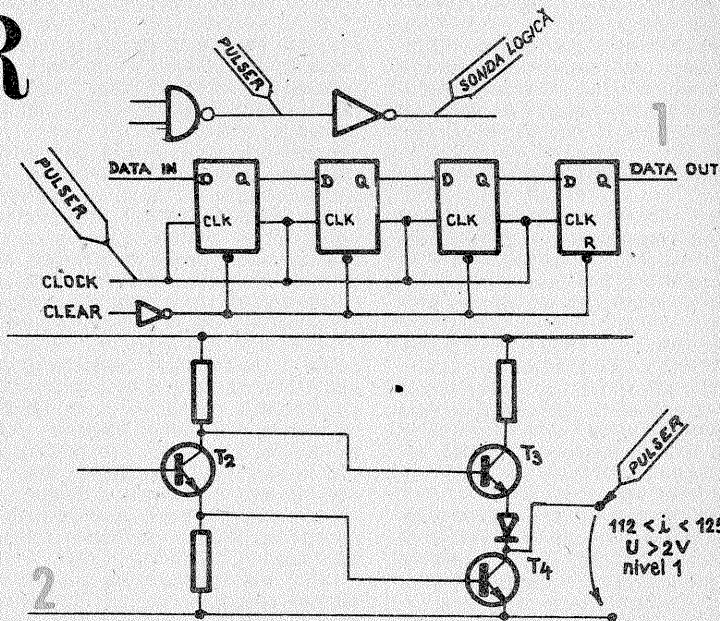 R
PULSER
SONDA LOGICĂ
1
PULSER
DATA IN
D Q
D Q
D Q
D Q
DATA OUT
CLK
CLK
CLK
CLK
R
CLOCK
CLEAR
T2
T3
PULSER
112 < i < 125
U > 2V
nivel 1
T4
2